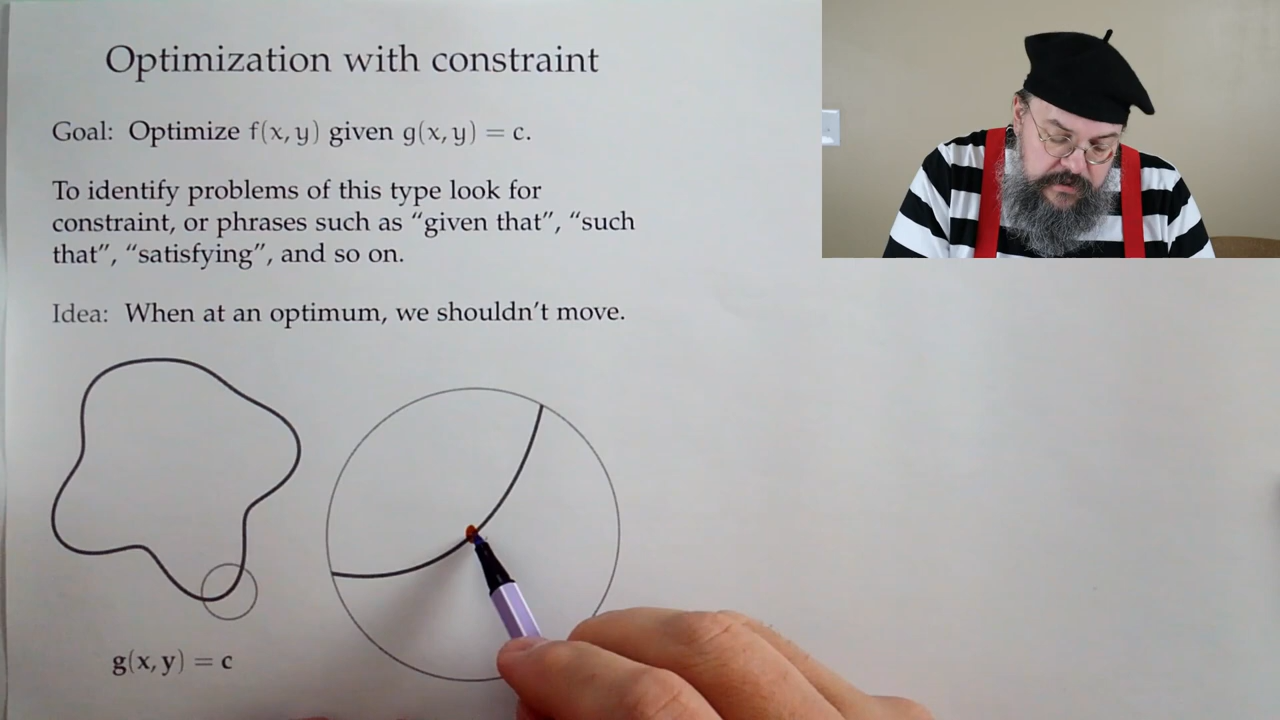 Optimization with constraint
Goal: Optimize f(x, y) given g(x, y) = c.
To identify problems of this type look for
constraint, or phrases such as “given that”, “such
that”, “satisfying”, and so on.
Idea: When at an optimum, we shouldn’t move.
g(x, y) = c